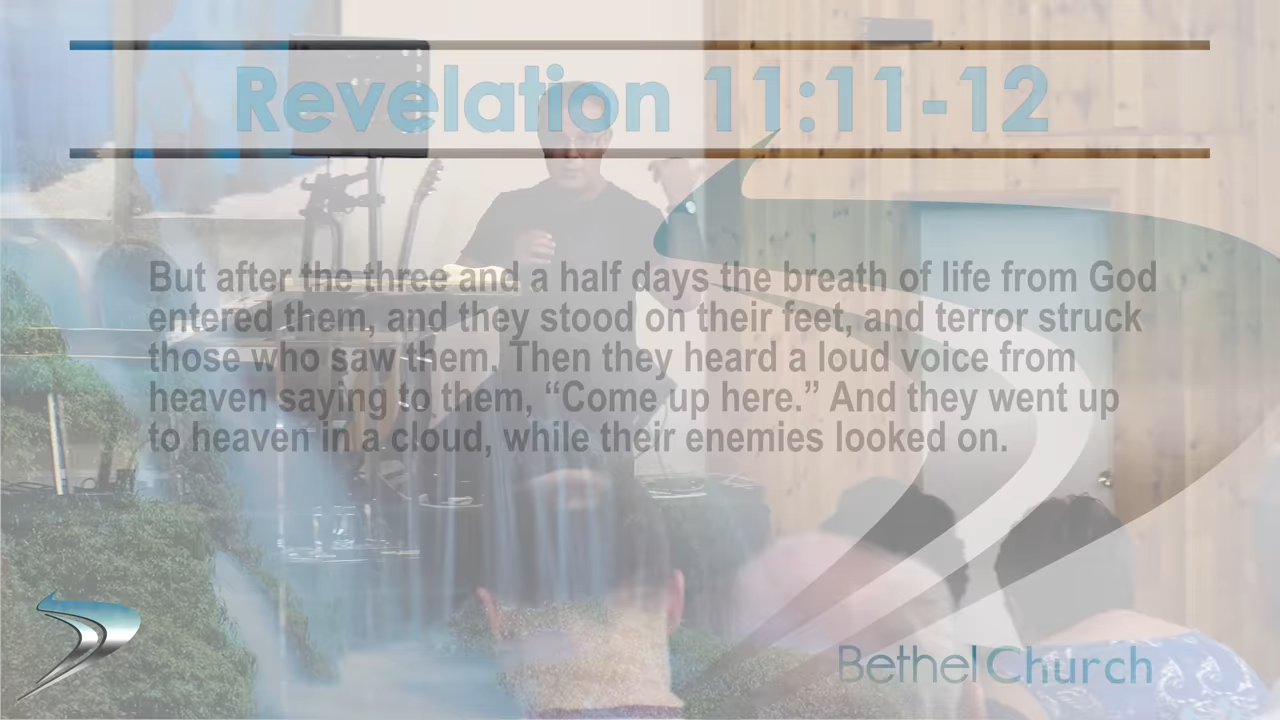 Revelation 11:11-12
But after the three and a half days the breath of life from God
entered them, and they stood on their feet, and terror struck
those who saw them. Then they heard a loud voice from
heaven saying to them, “Come up here.” And they went up
to heaven in a cloud, while their enemies looked on.
Bethel Church